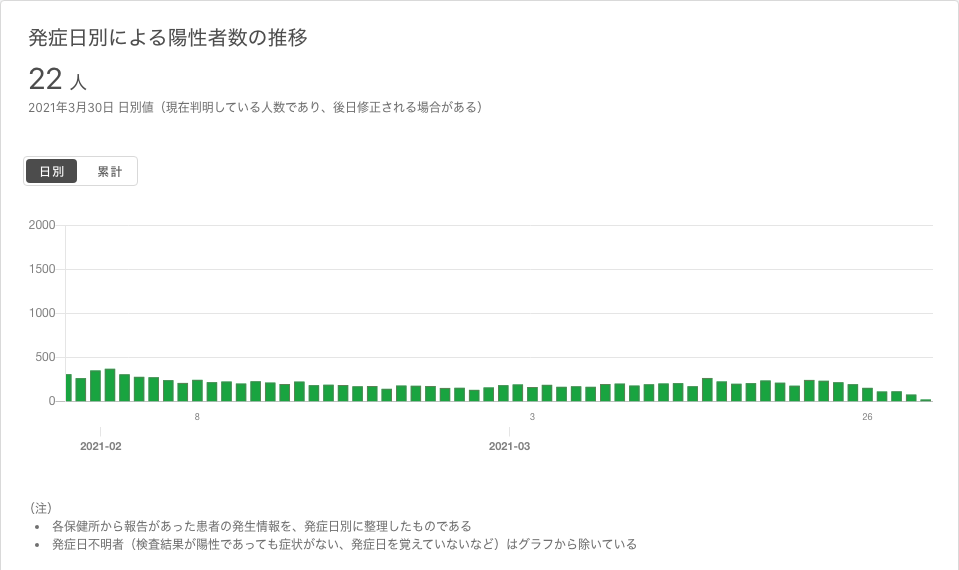 発症日別による陽性者数の推移
22 人
2021年3月30日 日別値（現在判明している人数であり、後日修正される場合がある）
日別 累計
2000
1500
1000
500
0
8 3 26
2021-02 2021-03
（注）
• 各保健所から報告があった患者の発生情報を、発症日別に整理したものである
• 発症日不明者（検査結果が陽性であっても症状がない、発症日を覚えていないなど）はグラフから除いている